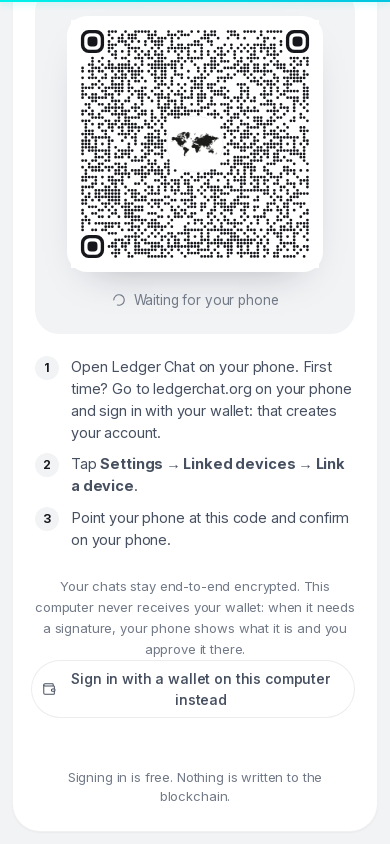 Waiting for your phone
1 Open Ledger Chat on your phone. First
time? Go to ledgerchat.org on your phone
and sign in with your wallet: that creates
your account.
2 Tap Settings → Linked devices → Link
a device.
3 Point your phone at this code and confirm
on your phone.
Your chats stay end-to-end encrypted. This
computer never receives your wallet: when it needs
a signature, your phone shows what it is and you
approve it there.
Sign in with a wallet on this computer
instead
Signing in is free. Nothing is written to the
blockchain.